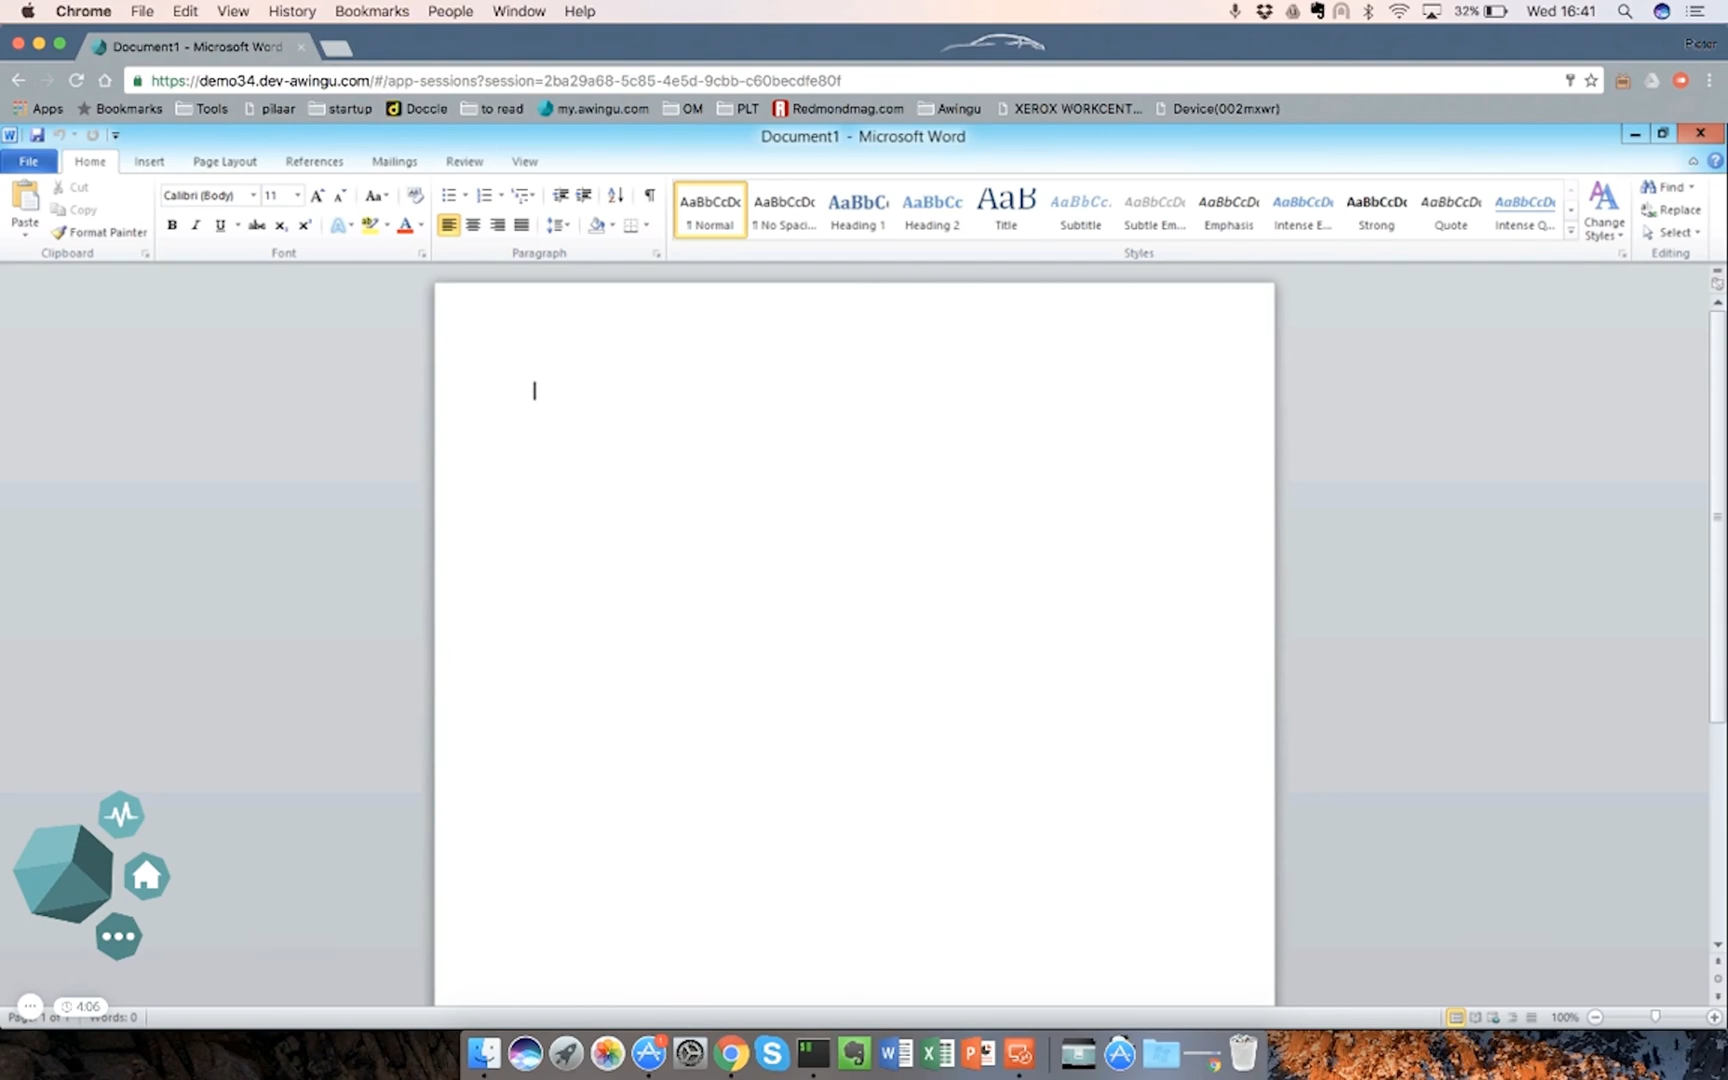 Chrome File Edit View History Bookmarks People Window Help 32% Wed 16:41
Document1 - Microsoft Word
https://demo34.dev-awingu.com/#/app-sessions?session=2ba29a68-5c85-4e5d-9cbb-c60becdfe80f
Apps Bookmarks Tools pilaar startup Doccle to read my.awingu.com OM PLT Redmondmag.com Awingu XEROX WORKCENT... Device(002mxwr)
Document1 - Microsoft Word
File Home Insert Page Layout References Mailings Review View
Cut
Copy
Paste
Format Painter
Clipboard
Calibri (Body) 11
Font
Paragraph
AaBbCcDc AaBbCcDc AaBbC AaBbCc AaB AaBbCc. AaBbCcDc AaBbCcDc AaBbCcDc AaBbCcDc AaBbCcDc AaBbCcDc
¶ Normal ¶ No Spaci... Heading 1 Heading 2 Title Subtitle Subtle Em... Emphasis Intense E... Strong Quote Intense Q...
Styles
Change Styles
Find
Replace
Select
Editing
4:06
Words: 0
100%